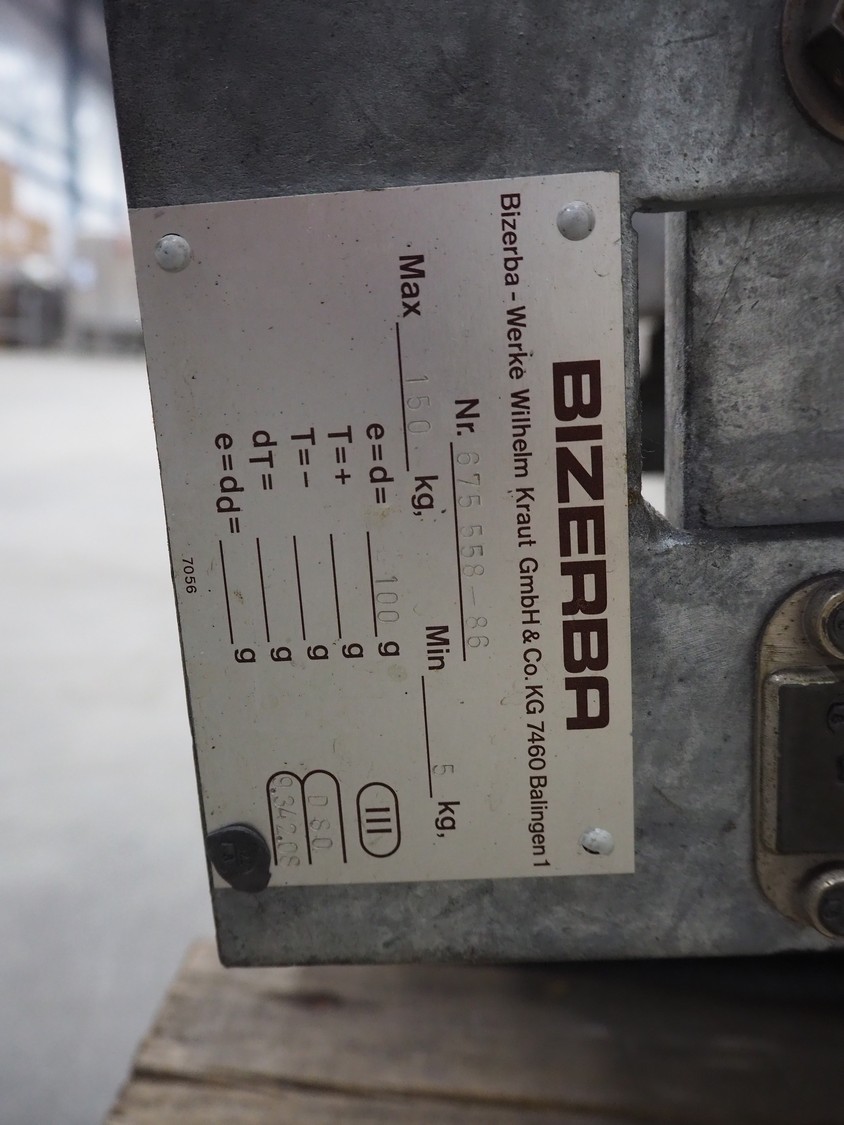 BIZERBA
Bizerba - Werke Wilhelm Kraut GmbH & Co. KG 7460 Balingen 1
Nr. 675 558 - 86
Max 150 kg, Min 5 kg,
e=d= 100 g
T=+ g
T=- g
dT= g
e=dd= g
III
7056